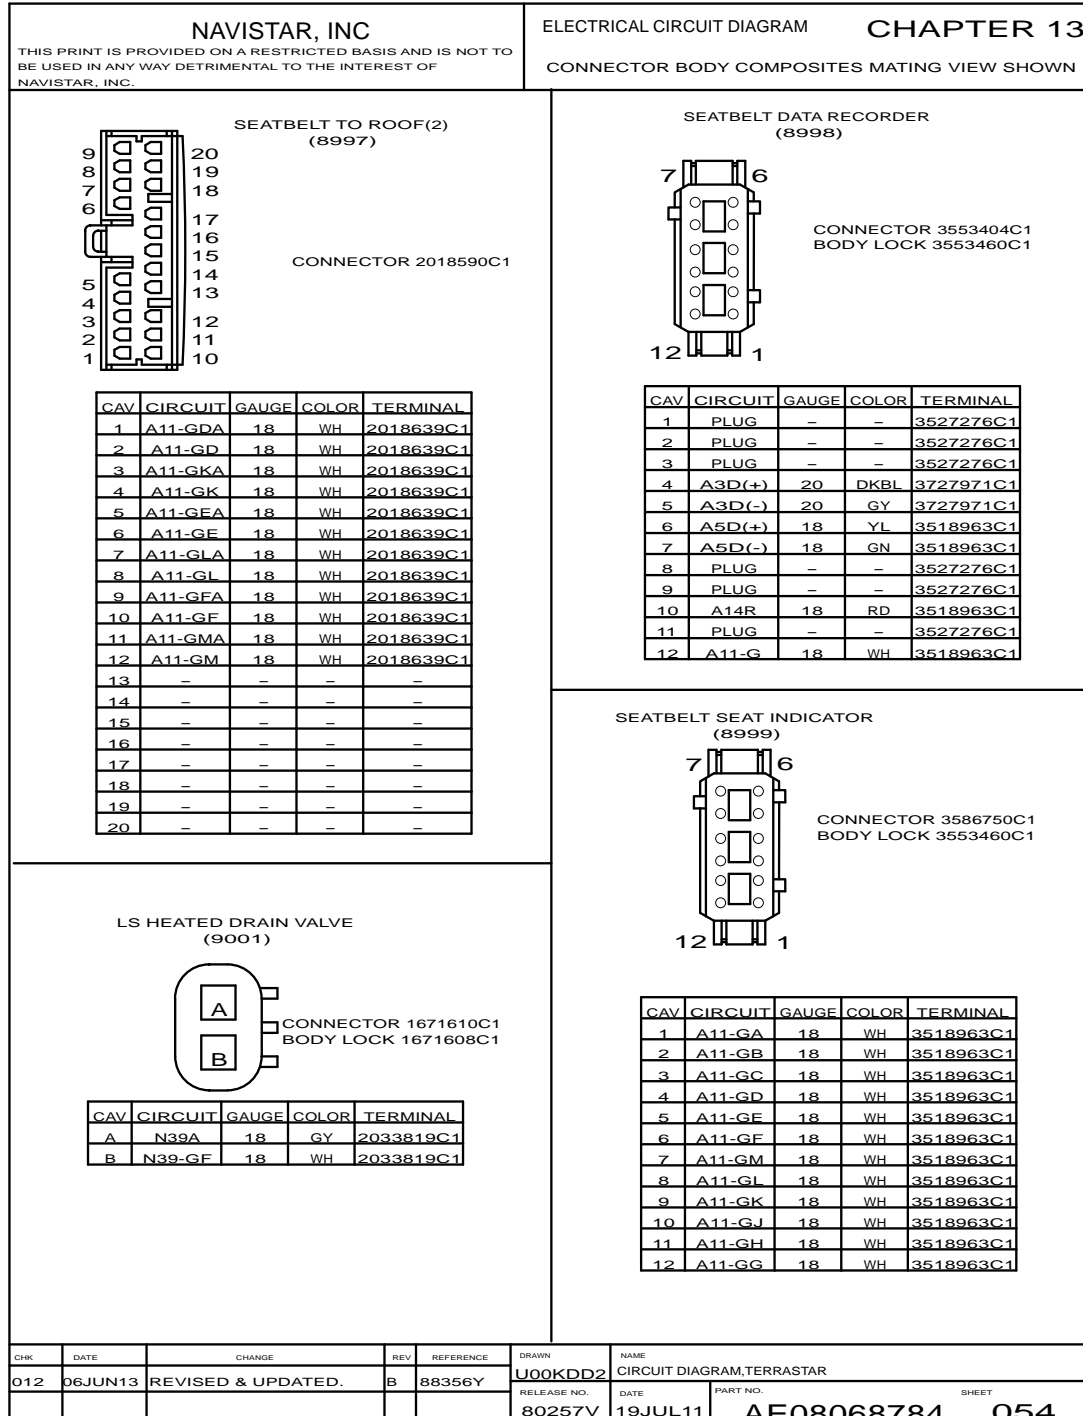 NAVISTAR, INC
THIS PRINT IS PROVIDED ON A RESTRICTED BASIS AND IS NOT TO
BE USED IN ANY WAY DETRIMENTAL TO THE INTEREST OF
NAVISTAR, INC.
ELECTRICAL CIRCUIT DIAGRAM CHAPTER 13
CONNECTOR BODY COMPOSITES MATING VIEW SHOWN
SEATBELT TO ROOF(2)
(8997)
9 20
8 19
7 18
6
17
16
15
14
5 13
4
3 12
2 11
1 10
CONNECTOR 2018590C1
CAV CIRCUIT GAUGE COLOR TERMINAL
1 A11-GDA 18 WH 2018639C1
2 A11-GD 18 WH 2018639C1
3 A11-GKA 18 WH 2018639C1
4 A11-GK 18 WH 2018639C1
5 A11-GEA 18 WH 2018639C1
6 A11-GE 18 WH 2018639C1
7 A11-GLA 18 WH 2018639C1
8 A11-GL 18 WH 2018639C1
9 A11-GFA 18 WH 2018639C1
10 A11-GF 18 WH 2018639C1
11 A11-GMA 18 WH 2018639C1
12 A11-GM 18 WH 2018639C1
13 – – – –
14 – – – –
15 – – – –
16 – – – –
17 – – – –
18 – – – –
19 – – – –
20 – – – –
SEATBELT DATA RECORDER
(8998)
7 6
12 1
CONNECTOR 3553404C1
BODY LOCK 3553460C1
CAV CIRCUIT GAUGE COLOR TERMINAL
1 PLUG – – 3527276C1
2 PLUG – – 3527276C1
3 PLUG – – 3527276C1
4 A3D(+) 20 DKBL 3727971C1
5 A3D(-) 20 GY 3727971C1
6 A5D(+) 18 YL 3518963C1
7 A5D(-) 18 GN 3518963C1
8 PLUG – – 3527276C1
9 PLUG – – 3527276C1
10 A14R 18 RD 3518963C1
11 PLUG – – 3527276C1
12 A11-G 18 WH 3518963C1
LS HEATED DRAIN VALVE
(9001)
A
B
CONNECTOR 1671610C1
BODY LOCK 1671608C1
CAV CIRCUIT GAUGE COLOR TERMINAL
A N39A 18 GY 2033819C1
B N39-GF 18 WH 2033819C1
SEATBELT SEAT INDICATOR
(8999)
7 6
12 1
CONNECTOR 3586750C1
BODY LOCK 3553460C1
CAV CIRCUIT GAUGE COLOR TERMINAL
1 A11-GA 18 WH 3518963C1
2 A11-GB 18 WH 3518963C1
3 A11-GC 18 WH 3518963C1
4 A11-GD 18 WH 3518963C1
5 A11-GE 18 WH 3518963C1
6 A11-GF 18 WH 3518963C1
7 A11-GM 18 WH 3518963C1
8 A11-GL 18 WH 3518963C1
9 A11-GK 18 WH 3518963C1
10 A11-GJ 18 WH 3518963C1
11 A11-GH 18 WH 3518963C1
12 A11-GG 18 WH 3518963C1
CHK DATE CHANGE REV REFERENCE
012 06JUN13 REVISED & UPDATED. B 88356Y
DRAWN NAME
U00KDD2 CIRCUIT DIAGRAM,TERRASTAR
RELEASE NO. DATE PART NO. SHEET
80257V 19JUL11 AE08068784 054